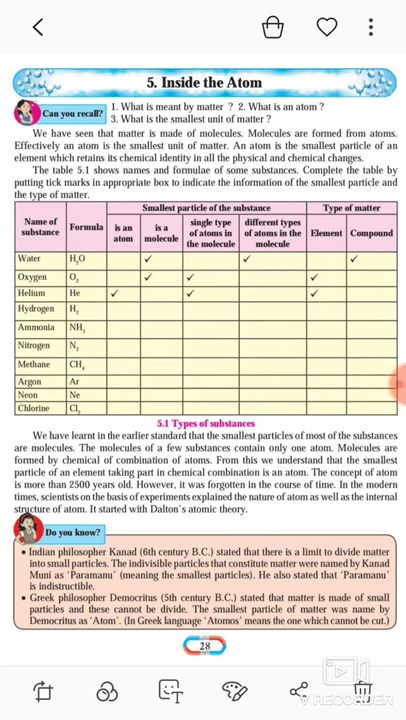 5. Inside the Atom
Can you recall?
1. What is meant by matter ? 2. What is an atom ?
3. What is the smallest unit of matter ?
We have seen that matter is made of molecules. Molecules are formed from atoms.
Effectively an atom is the smallest unit of matter. An atom is the smallest particle of an
element which retains its chemical identity in all the physical and chemical changes.
The table 5.1 shows names and formulae of some substances. Complete the table by
putting tick marks in appropriate box to indicate the information of the smallest particle and
the type of matter.
Name of substance Formula Smallest particle of the substance Type of matter
is an atom is a molecule single type of atoms in the molecule different types of atoms in the molecule Element Compound
Water H₂O ✓ ✓ ✓
Oxygen O₂ ✓ ✓ ✓
Helium He ✓ ✓ ✓
Hydrogen H₂
Ammonia NH₃
Nitrogen N₂
Methane CH₄
Argon Ar
Neon Ne
Chlorine Cl₂
5.1 Types of substances
We have learnt in the earlier standard that the smallest particles of most of the substances
are molecules. The molecules of a few substances contain only one atom. Molecules are
formed by chemical of combination of atoms. From this we understand that the smallest
particle of an element taking part in chemical combination is an atom. The concept of atom
is more than 2500 years old. However, it was forgotten in the course of time. In the modern
times, scientists on the basis of experiments explained the nature of atom as well as the internal
structure of atom. It started with Dalton's atomic theory.
Do you know?
• Indian philosopher Kanad (6th century B.C.) stated that there is a limit to divide matter
into small particles. The indivisible particles that constitute matter were named by Kanad
Muni as 'Paramanu' (meaning the smallest particles). He also stated that 'Paramanu'
is indistructible.
• Greek philosopher Democritus (5th century B.C.) stated that matter is made of small
particles and these cannot be divide. The smallest particle of matter was name by
Democritus as 'Atom'. (In Greek language 'Atomos' means the one which cannot be cut.)
28
RECORDER